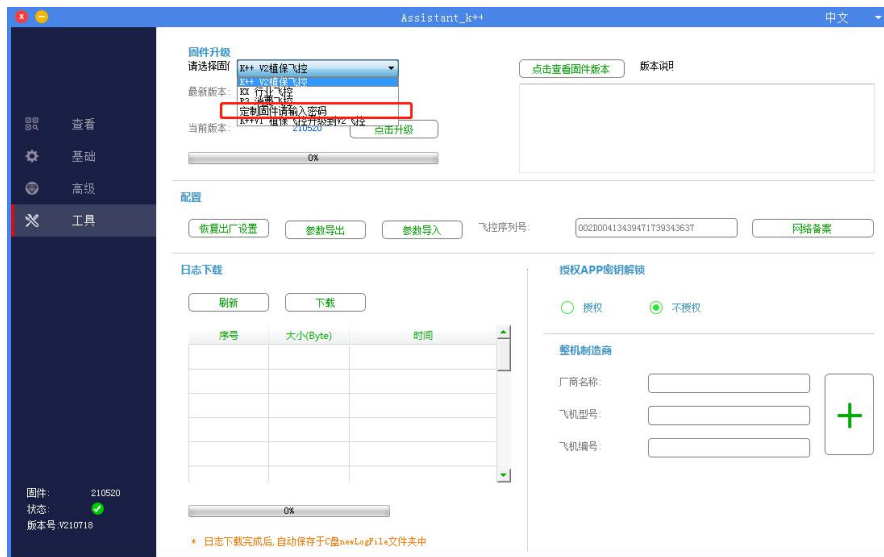 Assistant_k++
中文
固件升级
请选择固
K++ V2植保飞控
点击查看固件版本
版本说明
K++ V2植保飞控
最新版本:
KX 行业飞控
P3 消费飞控
定制固件请输入密码
K++V1 植保飞控升级到V2飞控
当前版本:
210520
点击升级
0%
查看
基础
高级
工具
配置
恢复出厂设置
参数导出
参数导入
飞控序列号:
002D00413439471739343637
网络备案
日志下载
刷新
下载
序号
大小(Byte)
时间
授权APP密钥解锁
授权
不授权
整机制造商
厂商名称:
飞机型号:
飞机编号:
+
固件:
210520
状态:
版本号:V210718
0%
* 日志下载完成后,自动保存于C盘newLogFile文件夹中